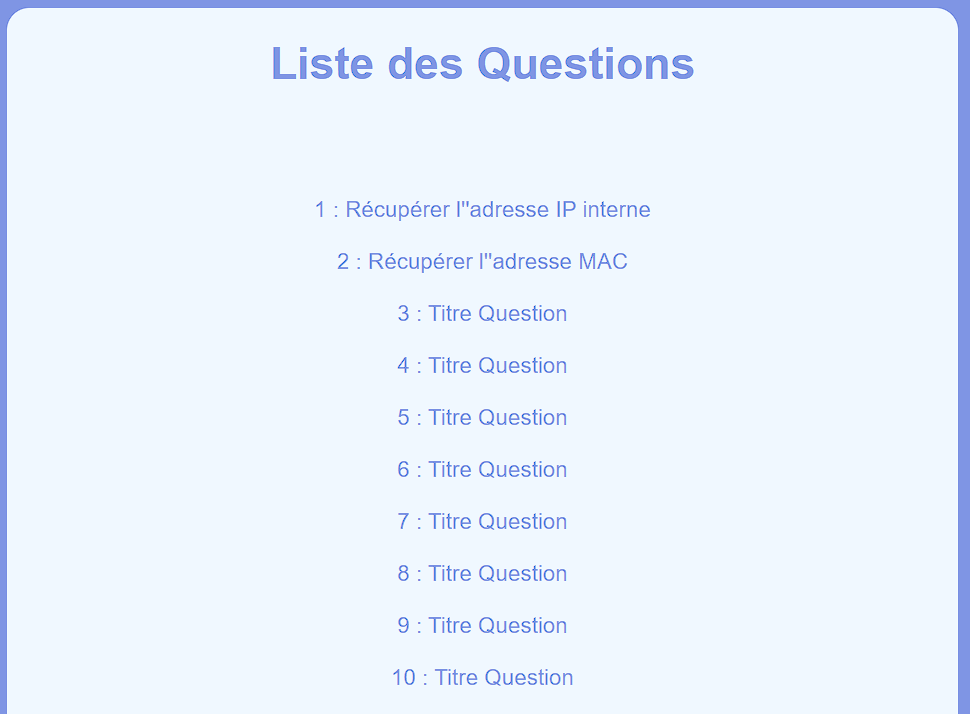 Liste des Questions
1 : Récupérer l''adresse IP interne
2 : Récupérer l''adresse MAC
3 : Titre Question
4 : Titre Question
5 : Titre Question
6 : Titre Question
7 : Titre Question
8 : Titre Question
9 : Titre Question
10 : Titre Question